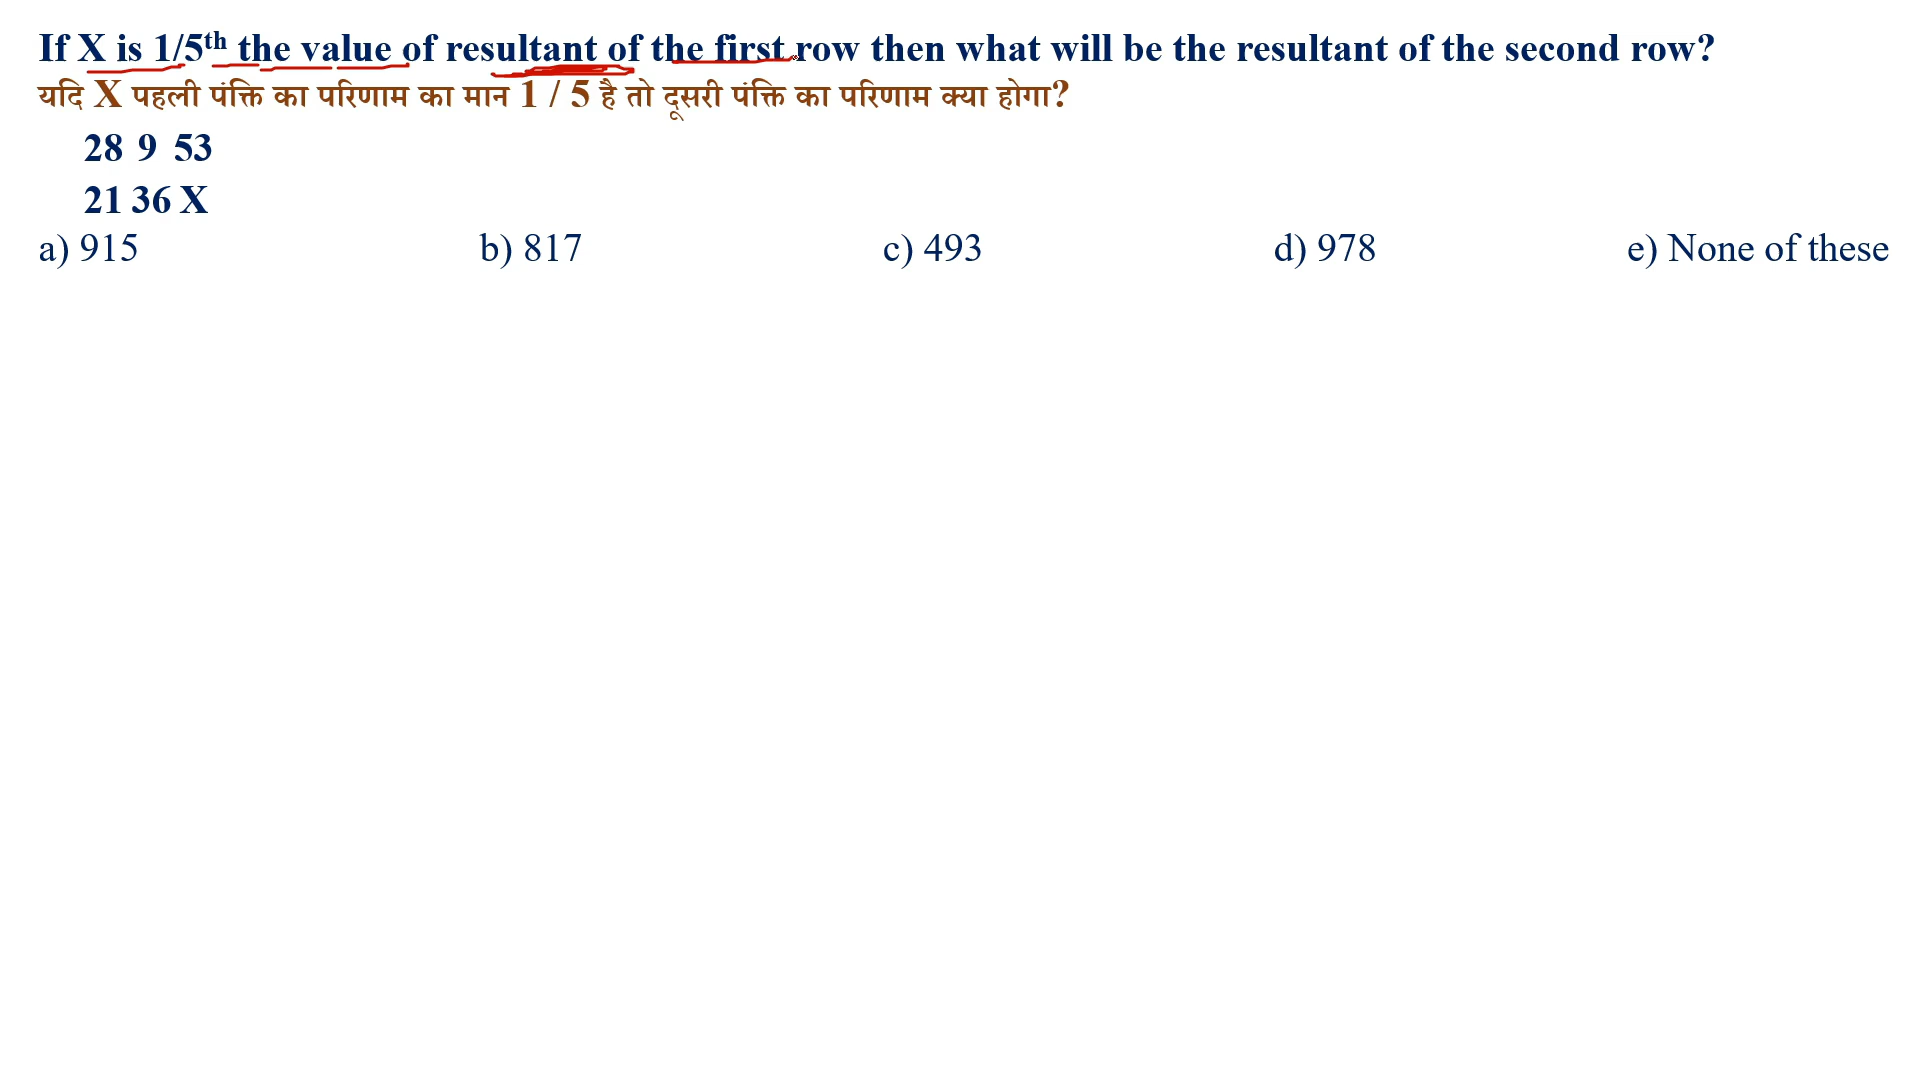 If X is 1/5th the value of resultant of the first row then what will be the resultant of the second row?
यदि X पहली पंक्ति का परिणाम का मान 1 / 5 है तो दूसरी पंक्ति का परिणाम क्या होगा?
28 9 53
21 36 X
a) 915 b) 817 c) 493 d) 978 e) None of these